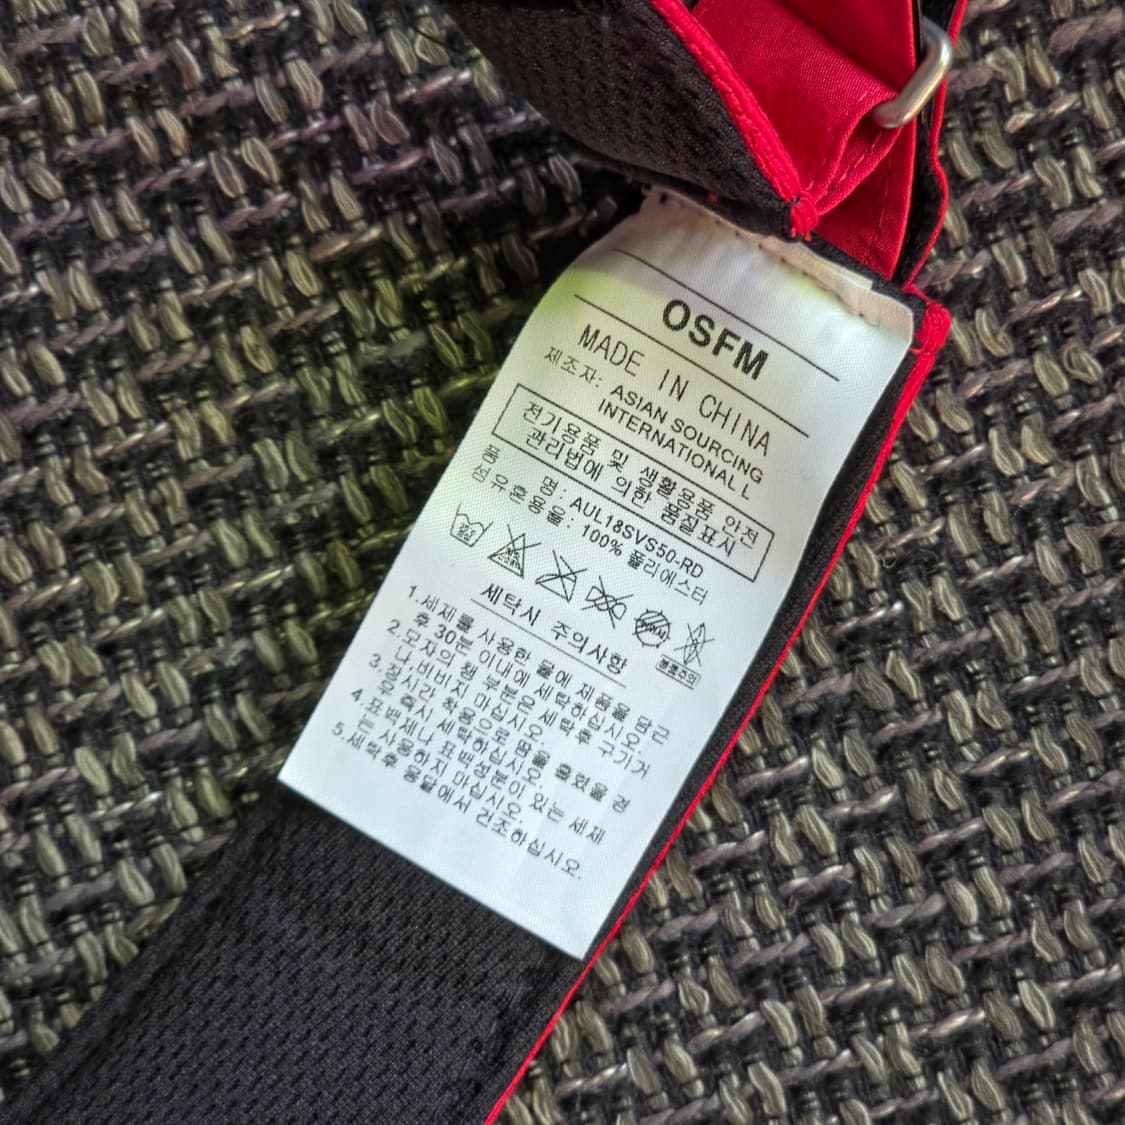 OSFM
MADE IN CHINA
제조자: ASIAN SOURCING
INTERNATIONAL L
전기용품 및 생활용품 안전
관리법에 의한 품질표시
품 명: AUL18SVS50-RD
섬유혼용율: 100% 폴리에스터
세탁시 주의사항
1.세제를 사용한 물에 제품을 담근
후 30분 이내에 세탁하십시오.
2.모자의 챙 부분은 세탁후 구기거
나,비비지 마십시오.
3.장시간 착용으로 땀을 흘렸을 경
우 즉시 세탁하십시오.
4.표백제나 표백성분이 있는 세제
는 사용하지 마십시오.
5.세탁후 응달에서 건조하십시오.